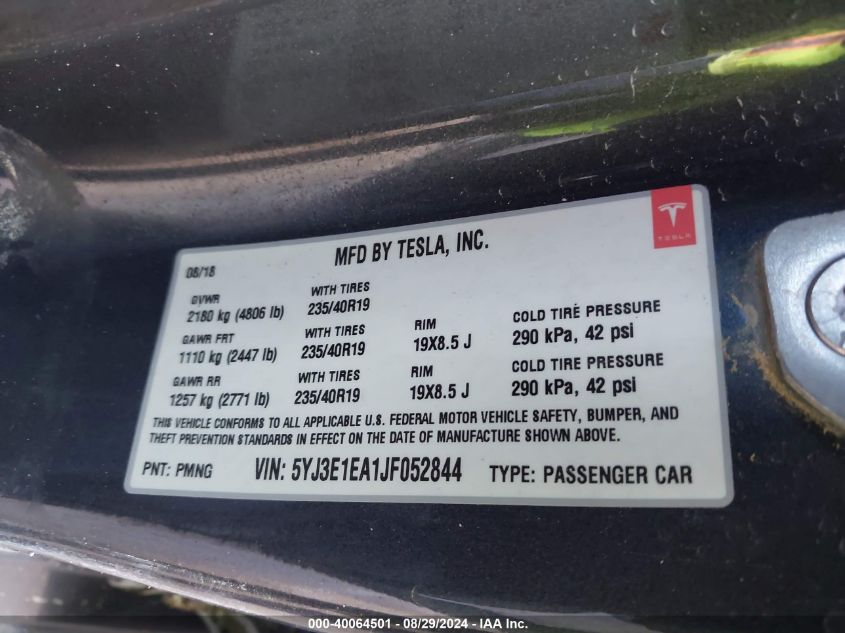 08/18
MFD BY TESLA, INC.
TESLA
GVWR
2180 kg (4806 lb)
WITH TIRES
235/40R19
GAWR FRT
1110 kg (2447 lb)
WITH TIRES
235/40R19
RIM
19X8.5 J
COLD TIRE PRESSURE
290 kPa, 42 psi
GAWR RR
1257 kg (2771 lb)
WITH TIRES
235/40R19
RIM
19X8.5 J
COLD TIRE PRESSURE
290 kPa, 42 psi
THIS VEHICLE CONFORMS TO ALL APPLICABLE U.S. FEDERAL MOTOR VEHICLE SAFETY, BUMPER, AND
THEFT PREVENTION STANDARDS IN EFFECT ON THE DATE OF MANUFACTURE SHOWN ABOVE.
PNT: PMNG VIN: 5YJ3E1EA1JF052844 TYPE: PASSENGER CAR
000-40064501 - 08/29/2024 - IAA Inc.